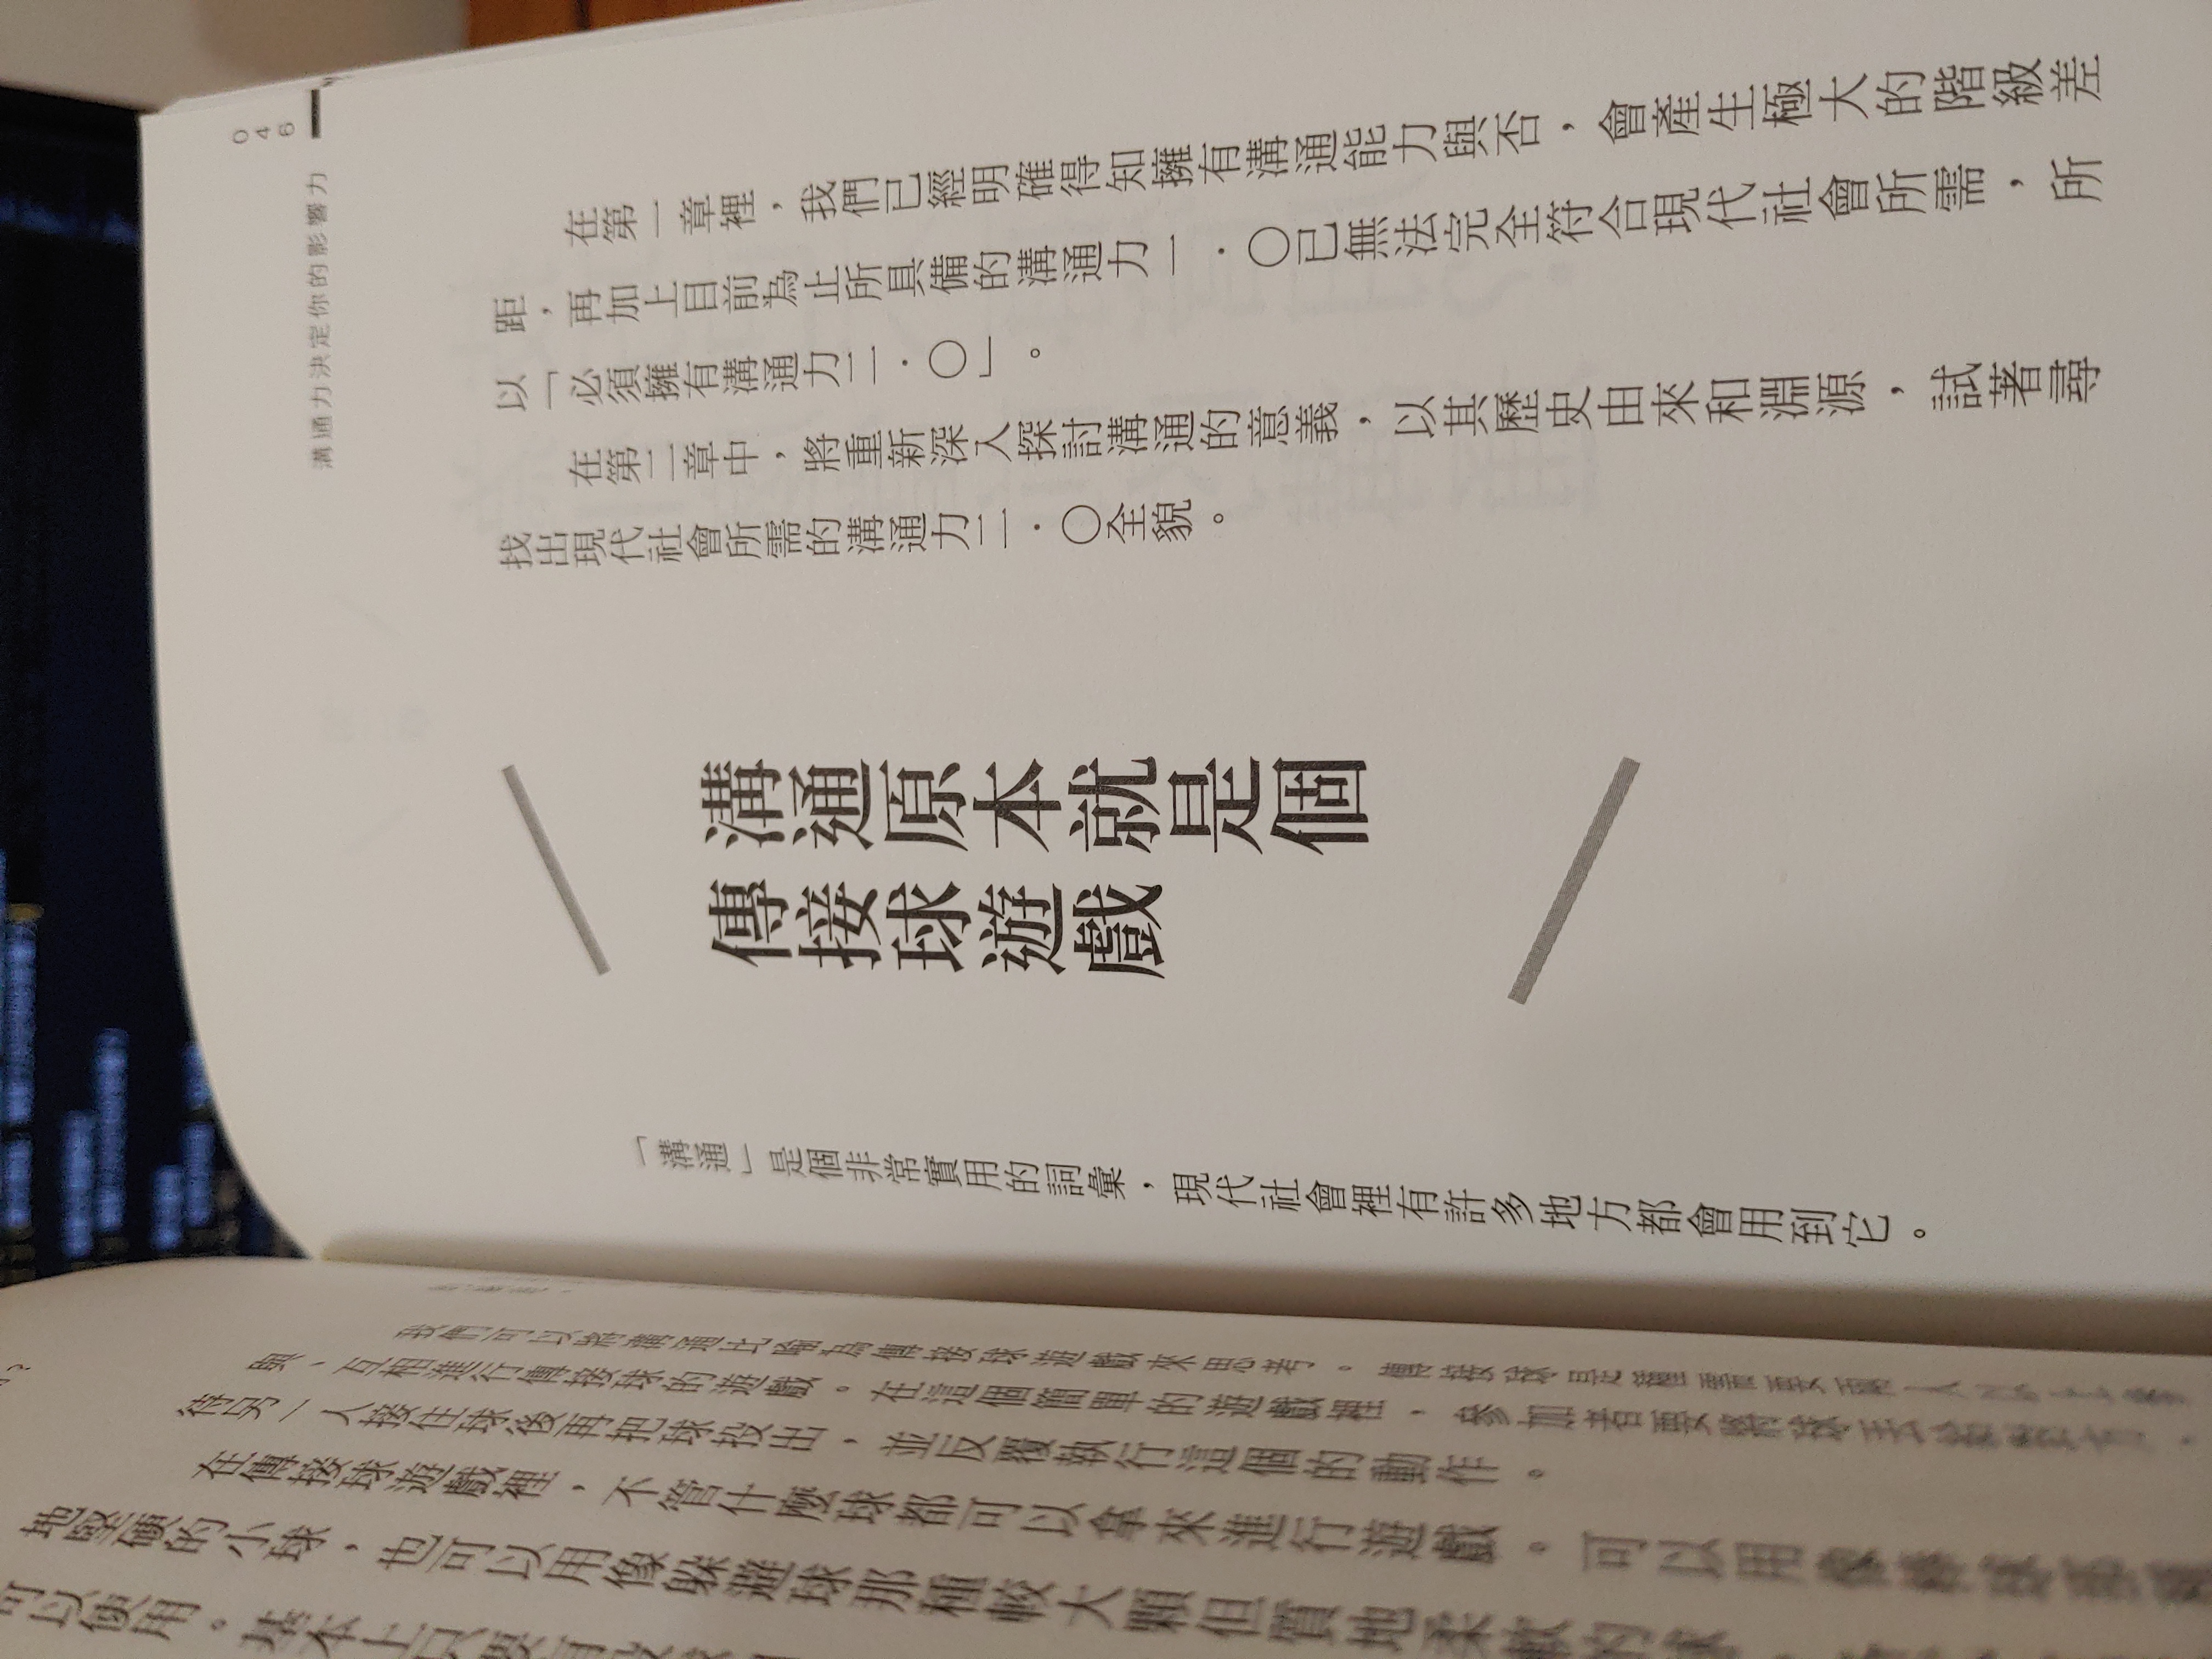 046
溝通力決定你的影響力
在第一章裡，我們已經明確得知擁有溝通能力與否，會產生極大的階級差
距，再加上目前為止所具備的溝通力一．〇已無法完全符合現代社會所需，所
以「必須擁有溝通力二．〇」。
在第二章中，將重新深入探討溝通的意義，以其歷史由來和淵源，試著尋
找出現代社會所需的溝通力二．〇全貌。
溝通原本就是個
傳接球遊戲
「溝通」是個非常實用的詞彙，現代社會裡有許多地方都會用到它。
我們可以將溝通比喻為傳接球遊戲來思考。傳接球是種需要兩人以上參
與、互相進行傳接球的遊戲。在這個簡單的遊戲裡，參加者要將球丟給對方，
待另一人接住球後再把球投出，並反覆執行這個的動作。
在傳接球遊戲裡，不管什麼球都可以拿來進行遊戲。可以用像棒球那種
地堅硬的小球，也可以用像躲避球那種較大顆但質地柔軟的球
可以使用。基本上只要有